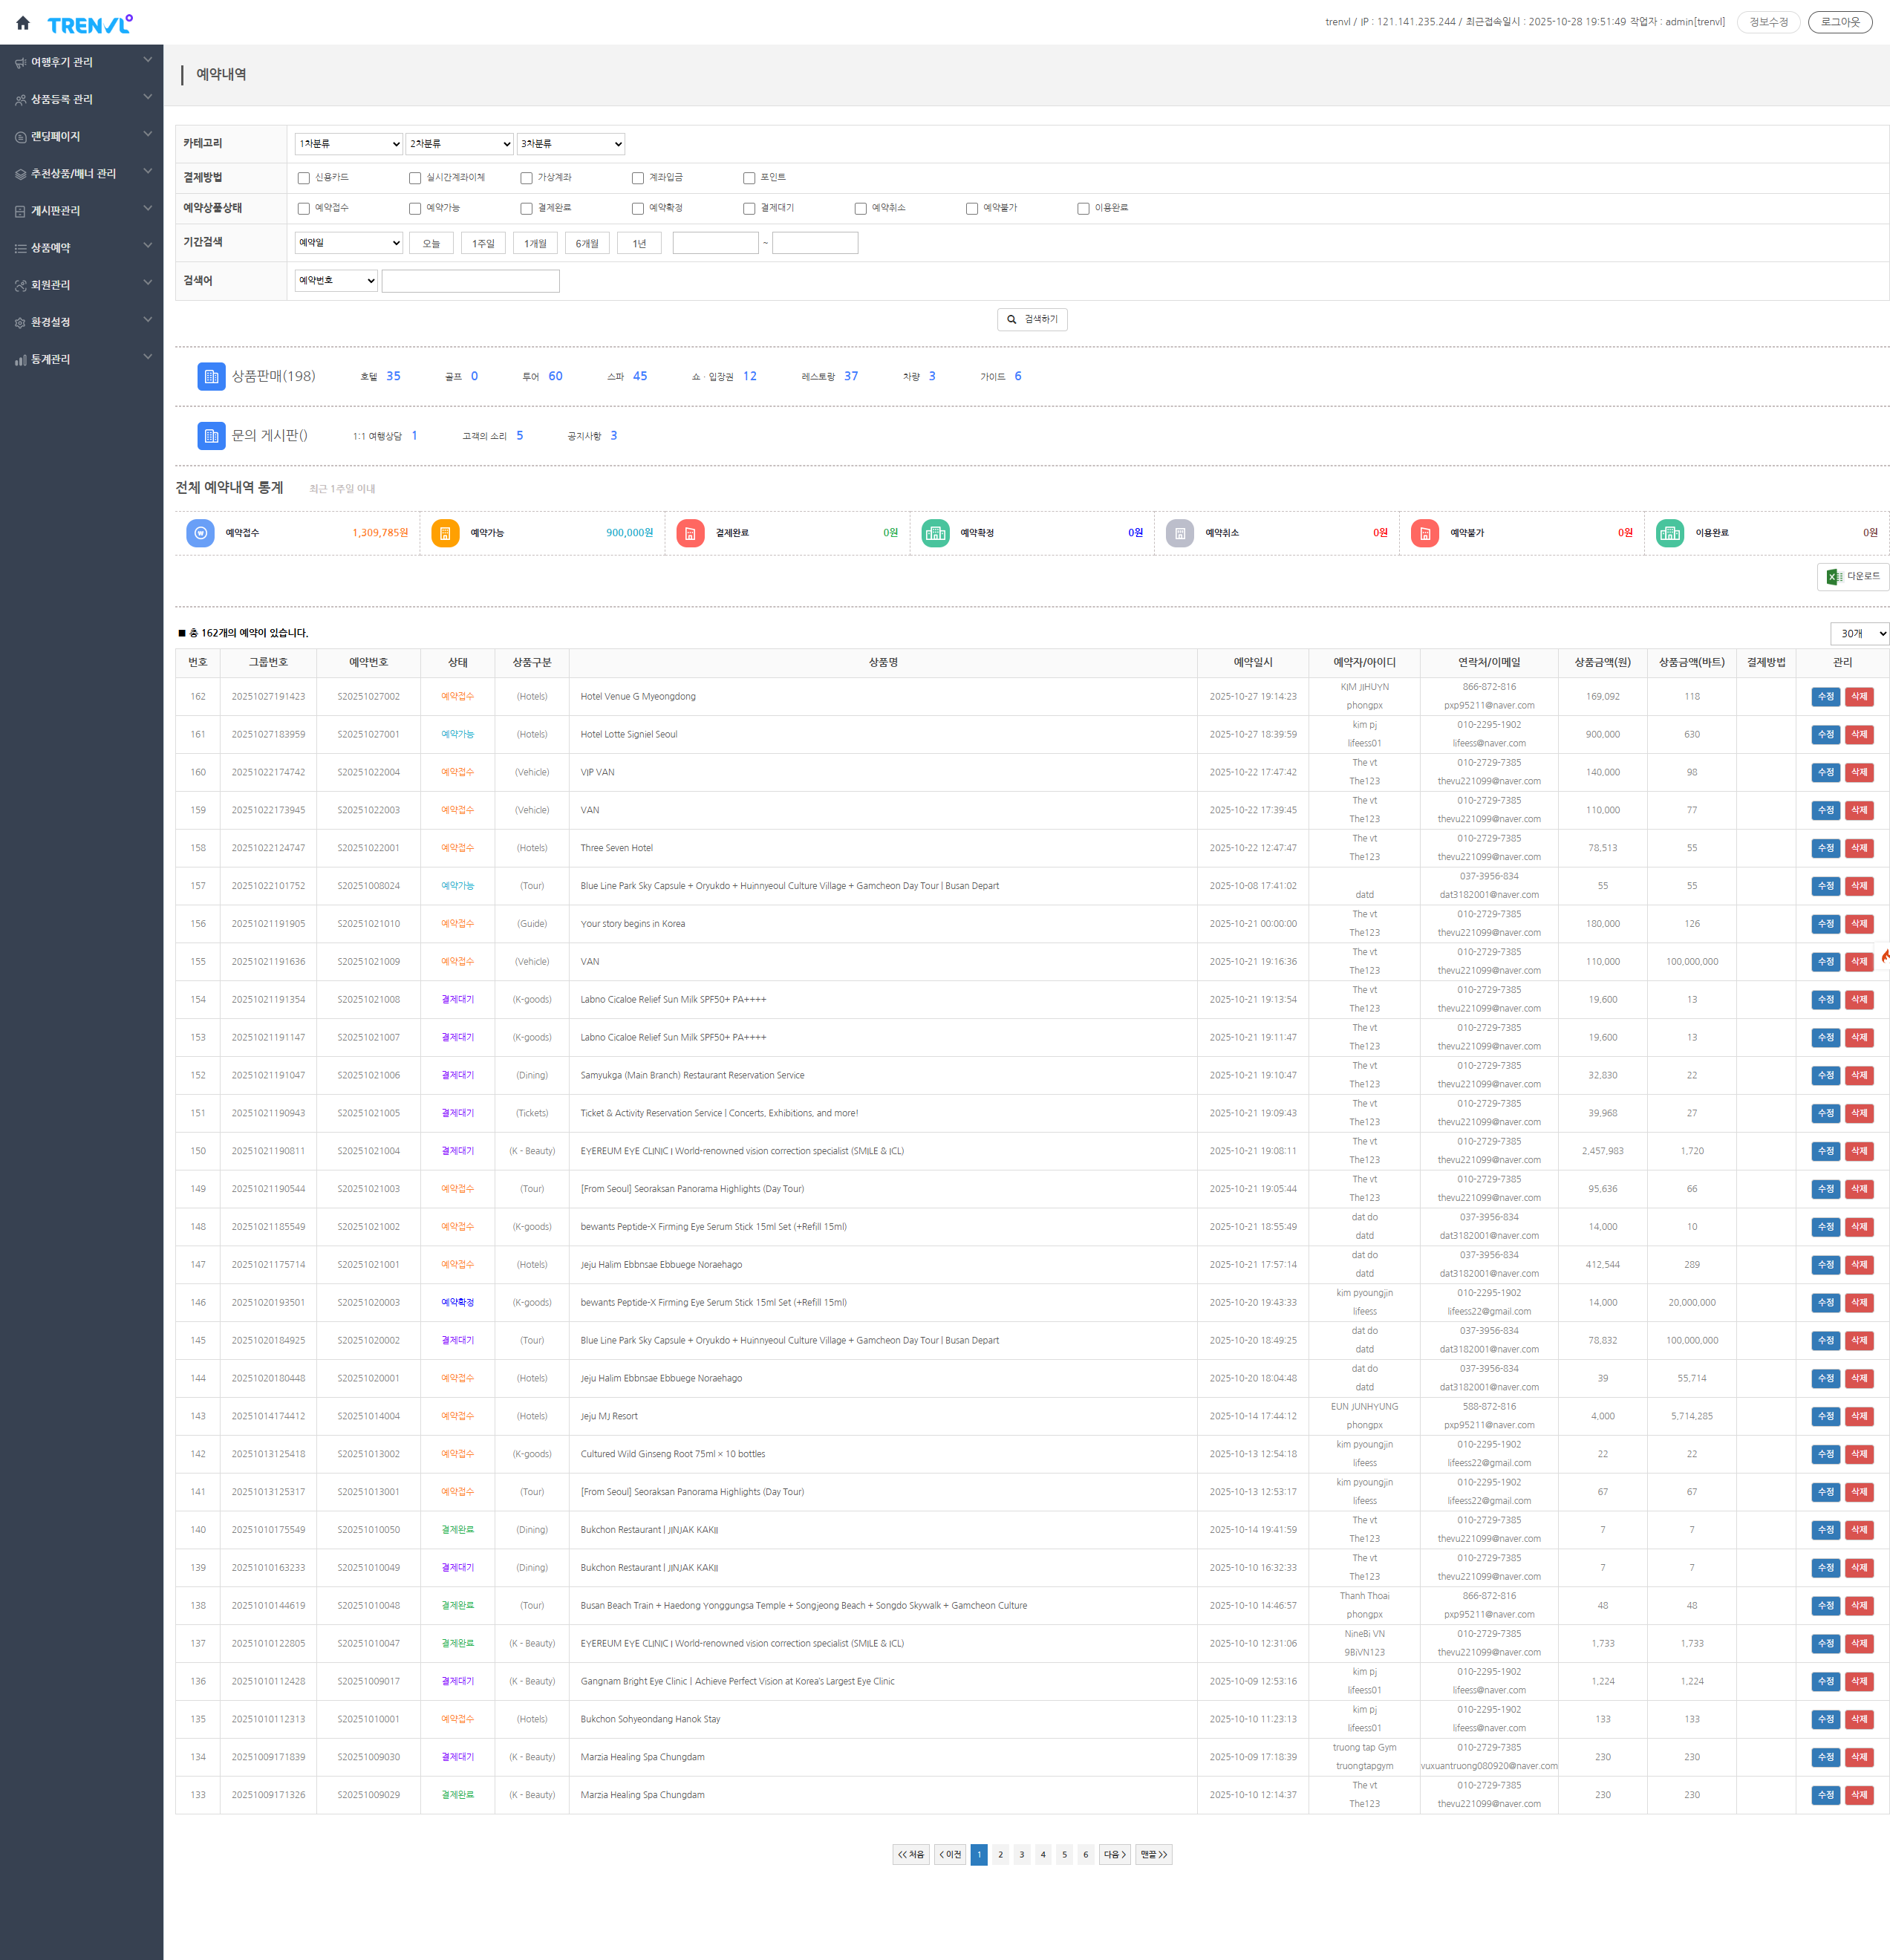 TRENVL
trenvl / IP : 121.141.235.244 / 최근접속일시 : 2025-10-28 19:51:49 작업자 : admin[trenvl] 정보수정 로그아웃
여행후기 관리
상품등록 관리
랜딩페이지
추천상품/배너 관리
게시판관리
상품예약
회원관리
환경설정
통계관리
예약내역
카테고리 1차분류 2차분류 3차분류
결제방법 신용카드 실시간계좌이체 가상계좌 계좌입금 포인트
예약상품상태 예약접수 예약가능 결제완료 예약확정 결제대기 예약취소 예약불가 이용완료
기간검색 예약일 오늘 1주일 1개월 6개월 1년 ~
검색어 예약번호
검색하기
상품판매(198) 호텔 35 골프 0 투어 60 스파 45 쇼 · 입장권 12 레스토랑 37 차량 3 가이드 6
문의 게시판() 1:1 여행상담 1 고객의 소리 5 공지사항 3
전체 예약내역 통계 최근 1주일 이내
예약접수 1,309,785원 예약가능 900,000원 결제완료 0원 예약확정 0원 예약취소 0원 예약불가 0원 이용완료 0원
다운로드
■ 총 162개의 예약이 있습니다. 30개
번호 그룹번호 예약번호 상태 상품구분 상품명 예약일시 예약자/아이디 연락처/이메일 상품금액(원) 상품금액(바트) 결제방법 관리
162 20251027191423 S20251027002 예약접수 (Hotels) Hotel Venue G Myeongdong 2025-10-27 19:14:23 KIM JIHUYN phongpx 866-872-816 pxp95211@naver.com 169,092 118 수정 삭제
161 20251027183959 S20251027001 예약가능 (Hotels) Hotel Lotte Signiel Seoul 2025-10-27 18:39:59 kim pj lifeess01 010-2295-1902 lifeess@naver.com 900,000 630 수정 삭제
160 20251022174742 S20251022004 예약접수 (Vehicle) VIP VAN 2025-10-22 17:47:42 The vt The123 010-2729-7385 thevu221099@naver.com 140,000 98 수정 삭제
159 20251022173945 S20251022003 예약접수 (Vehicle) VAN 2025-10-22 17:39:45 The vt The123 010-2729-7385 thevu221099@naver.com 110,000 77 수정 삭제
158 20251022124747 S20251022001 예약접수 (Hotels) Three Seven Hotel 2025-10-22 12:47:47 The vt The123 010-2729-7385 thevu221099@naver.com 78,513 55 수정 삭제
157 20251022101752 S20251008024 예약가능 (Tour) Blue Line Park Sky Capsule + Oryukdo + Huinnyeoul Culture Village + Gamcheon Day Tour | Busan Depart 2025-10-08 17:41:02 datd 037-3956-834 dat3182001@naver.com 55 55 수정 삭제
156 20251021191905 S20251021010 예약접수 (Guide) Your story begins in Korea 2025-10-21 00:00:00 The vt The123 010-2729-7385 thevu221099@naver.com 180,000 126 수정 삭제
155 20251021191636 S20251021009 예약접수 (Vehicle) VAN 2025-10-21 19:16:36 The vt The123 010-2729-7385 thevu221099@naver.com 110,000 100,000,000 수정 삭제
154 20251021191354 S20251021008 결제대기 (K-goods) Labno Cicaloe Relief Sun Milk SPF50+ PA++++ 2025-10-21 19:13:54 The vt The123 010-2729-7385 thevu221099@naver.com 19,600 13 수정 삭제
153 20251021191147 S20251021007 결제대기 (K-goods) Labno Cicaloe Relief Sun Milk SPF50+ PA++++ 2025-10-21 19:11:47 The vt The123 010-2729-7385 thevu221099@naver.com 19,600 13 수정 삭제
152 20251021191047 S20251021006 결제대기 (Dining) Samyukga (Main Branch) Restaurant Reservation Service 2025-10-21 19:10:47 The vt The123 010-2729-7385 thevu221099@naver.com 32,830 22 수정 삭제
151 20251021190943 S20251021005 결제대기 (Tickets) Ticket & Activity Reservation Service | Concerts, Exhibitions, and more! 2025-10-21 19:09:43 The vt The123 010-2729-7385 thevu221099@naver.com 39,968 27 수정 삭제
150 20251021190811 S20251021004 결제대기 (K - Beauty) EYEREUM EYE CLINIC I World-renowned vision correction specialist (SMILE & ICL) 2025-10-21 19:08:11 The vt The123 010-2729-7385 thevu221099@naver.com 2,457,983 1,720 수정 삭제
149 20251021190544 S20251021003 예약접수 (Tour) [From Seoul] Seoraksan Panorama Highlights (Day Tour) 2025-10-21 19:05:44 The vt The123 010-2729-7385 thevu221099@naver.com 95,636 66 수정 삭제
148 20251021185549 S20251021002 예약접수 (K-goods) bewants Peptide-X Firming Eye Serum Stick 15ml Set (+Refill 15ml) 2025-10-21 18:55:49 dat do datd 037-3956-834 dat3182001@naver.com 14,000 10 수정 삭제
147 20251021175714 S20251021001 예약접수 (Hotels) Jeju Halim Ebbnsae Ebbuege Noraehago 2025-10-21 17:57:14 dat do datd 037-3956-834 dat3182001@naver.com 412,544 289 수정 삭제
146 20251020193501 S20251020003 예약확정 (K-goods) bewants Peptide-X Firming Eye Serum Stick 15ml Set (+Refill 15ml) 2025-10-20 19:43:33 kim pyoungjin lifeess 010-2295-1902 lifeess22@gmail.com 14,000 20,000,000 수정 삭제
145 20251020184925 S20251020002 결제대기 (Tour) Blue Line Park Sky Capsule + Oryukdo + Huinnyeoul Culture Village + Gamcheon Day Tour | Busan Depart 2025-10-20 18:49:25 dat do datd 037-3956-834 dat3182001@naver.com 78,832 100,000,000 수정 삭제
144 20251020180448 S20251020001 예약접수 (Hotels) Jeju Halim Ebbnsae Ebbuege Noraehago 2025-10-20 18:04:48 dat do datd 037-3956-834 dat3182001@naver.com 39 55,714 수정 삭제
143 20251014174412 S20251014004 예약접수 (Hotels) Jeju MJ Resort 2025-10-14 17:44:12 EUN JUNHYUNG phongpx 588-872-816 pxp95211@naver.com 4,000 5,714,285 수정 삭제
142 20251013125418 S20251013002 예약접수 (K-goods) Cultured Wild Ginseng Root 75ml × 10 bottles 2025-10-13 12:54:18 kim pyoungjin lifeess 010-2295-1902 lifeess22@gmail.com 22 22 수정 삭제
141 20251013125317 S20251013001 예약접수 (Tour) [From Seoul] Seoraksan Panorama Highlights (Day Tour) 2025-10-13 12:53:17 kim pyoungjin lifeess 010-2295-1902 lifeess22@gmail.com 67 67 수정 삭제
140 20251010175549 S20251010050 결제완료 (Dining) Bukchon Restaurant | JINJAK KAKII 2025-10-14 19:41:59 The vt The123 010-2729-7385 thevu221099@naver.com 7 7 수정 삭제
139 20251010163233 S20251010049 결제대기 (Dining) Bukchon Restaurant | JINJAK KAKII 2025-10-10 16:32:33 The vt The123 010-2729-7385 thevu221099@naver.com 7 7 수정 삭제
138 20251010144619 S20251010048 결제완료 (Tour) Busan Beach Train + Haedong Yonggungsa Temple + Songjeong Beach + Songdo Skywalk + Gamcheon Culture 2025-10-10 14:46:57 Thanh Thoai phongpx 866-872-816 pxp95211@naver.com 48 48 수정 삭제
137 20251010122805 S20251010047 결제완료 (K - Beauty) EYEREUM EYE CLINIC I World-renowned vision correction specialist (SMILE & ICL) 2025-10-10 12:31:06 NineBi VN 9BiVN123 010-2729-7385 thevu221099@naver.com 1,733 1,733 수정 삭제
136 20251010112428 S20251009017 결제대기 (K - Beauty) Gangnam Bright Eye Clinic | Achieve Perfect Vision at Korea's Largest Eye Clinic 2025-10-09 12:53:16 kim pj lifeess01 010-2295-1902 lifeess@naver.com 1,224 1,224 수정 삭제
135 20251010112313 S20251010001 예약접수 (Hotels) Bukchon Sohyeondang Hanok Stay 2025-10-10 11:23:13 kim pj lifeess01 010-2295-1902 lifeess@naver.com 133 133 수정 삭제
134 20251009171839 S20251009030 결제대기 (K - Beauty) Marzia Healing Spa Chungdam 2025-10-09 17:18:39 truong tap Gym truongtapgym 010-2729-7385 vuxuantruong080920@naver.com 230 230 수정 삭제
133 20251009171326 S20251009029 결제완료 (K - Beauty) Marzia Healing Spa Chungdam 2025-10-10 12:14:37 The vt The123 010-2729-7385 thevu221099@naver.com 230 230 수정 삭제
<< 처음 < 이전 1 2 3 4 5 6 다음 > 맨끝 >>